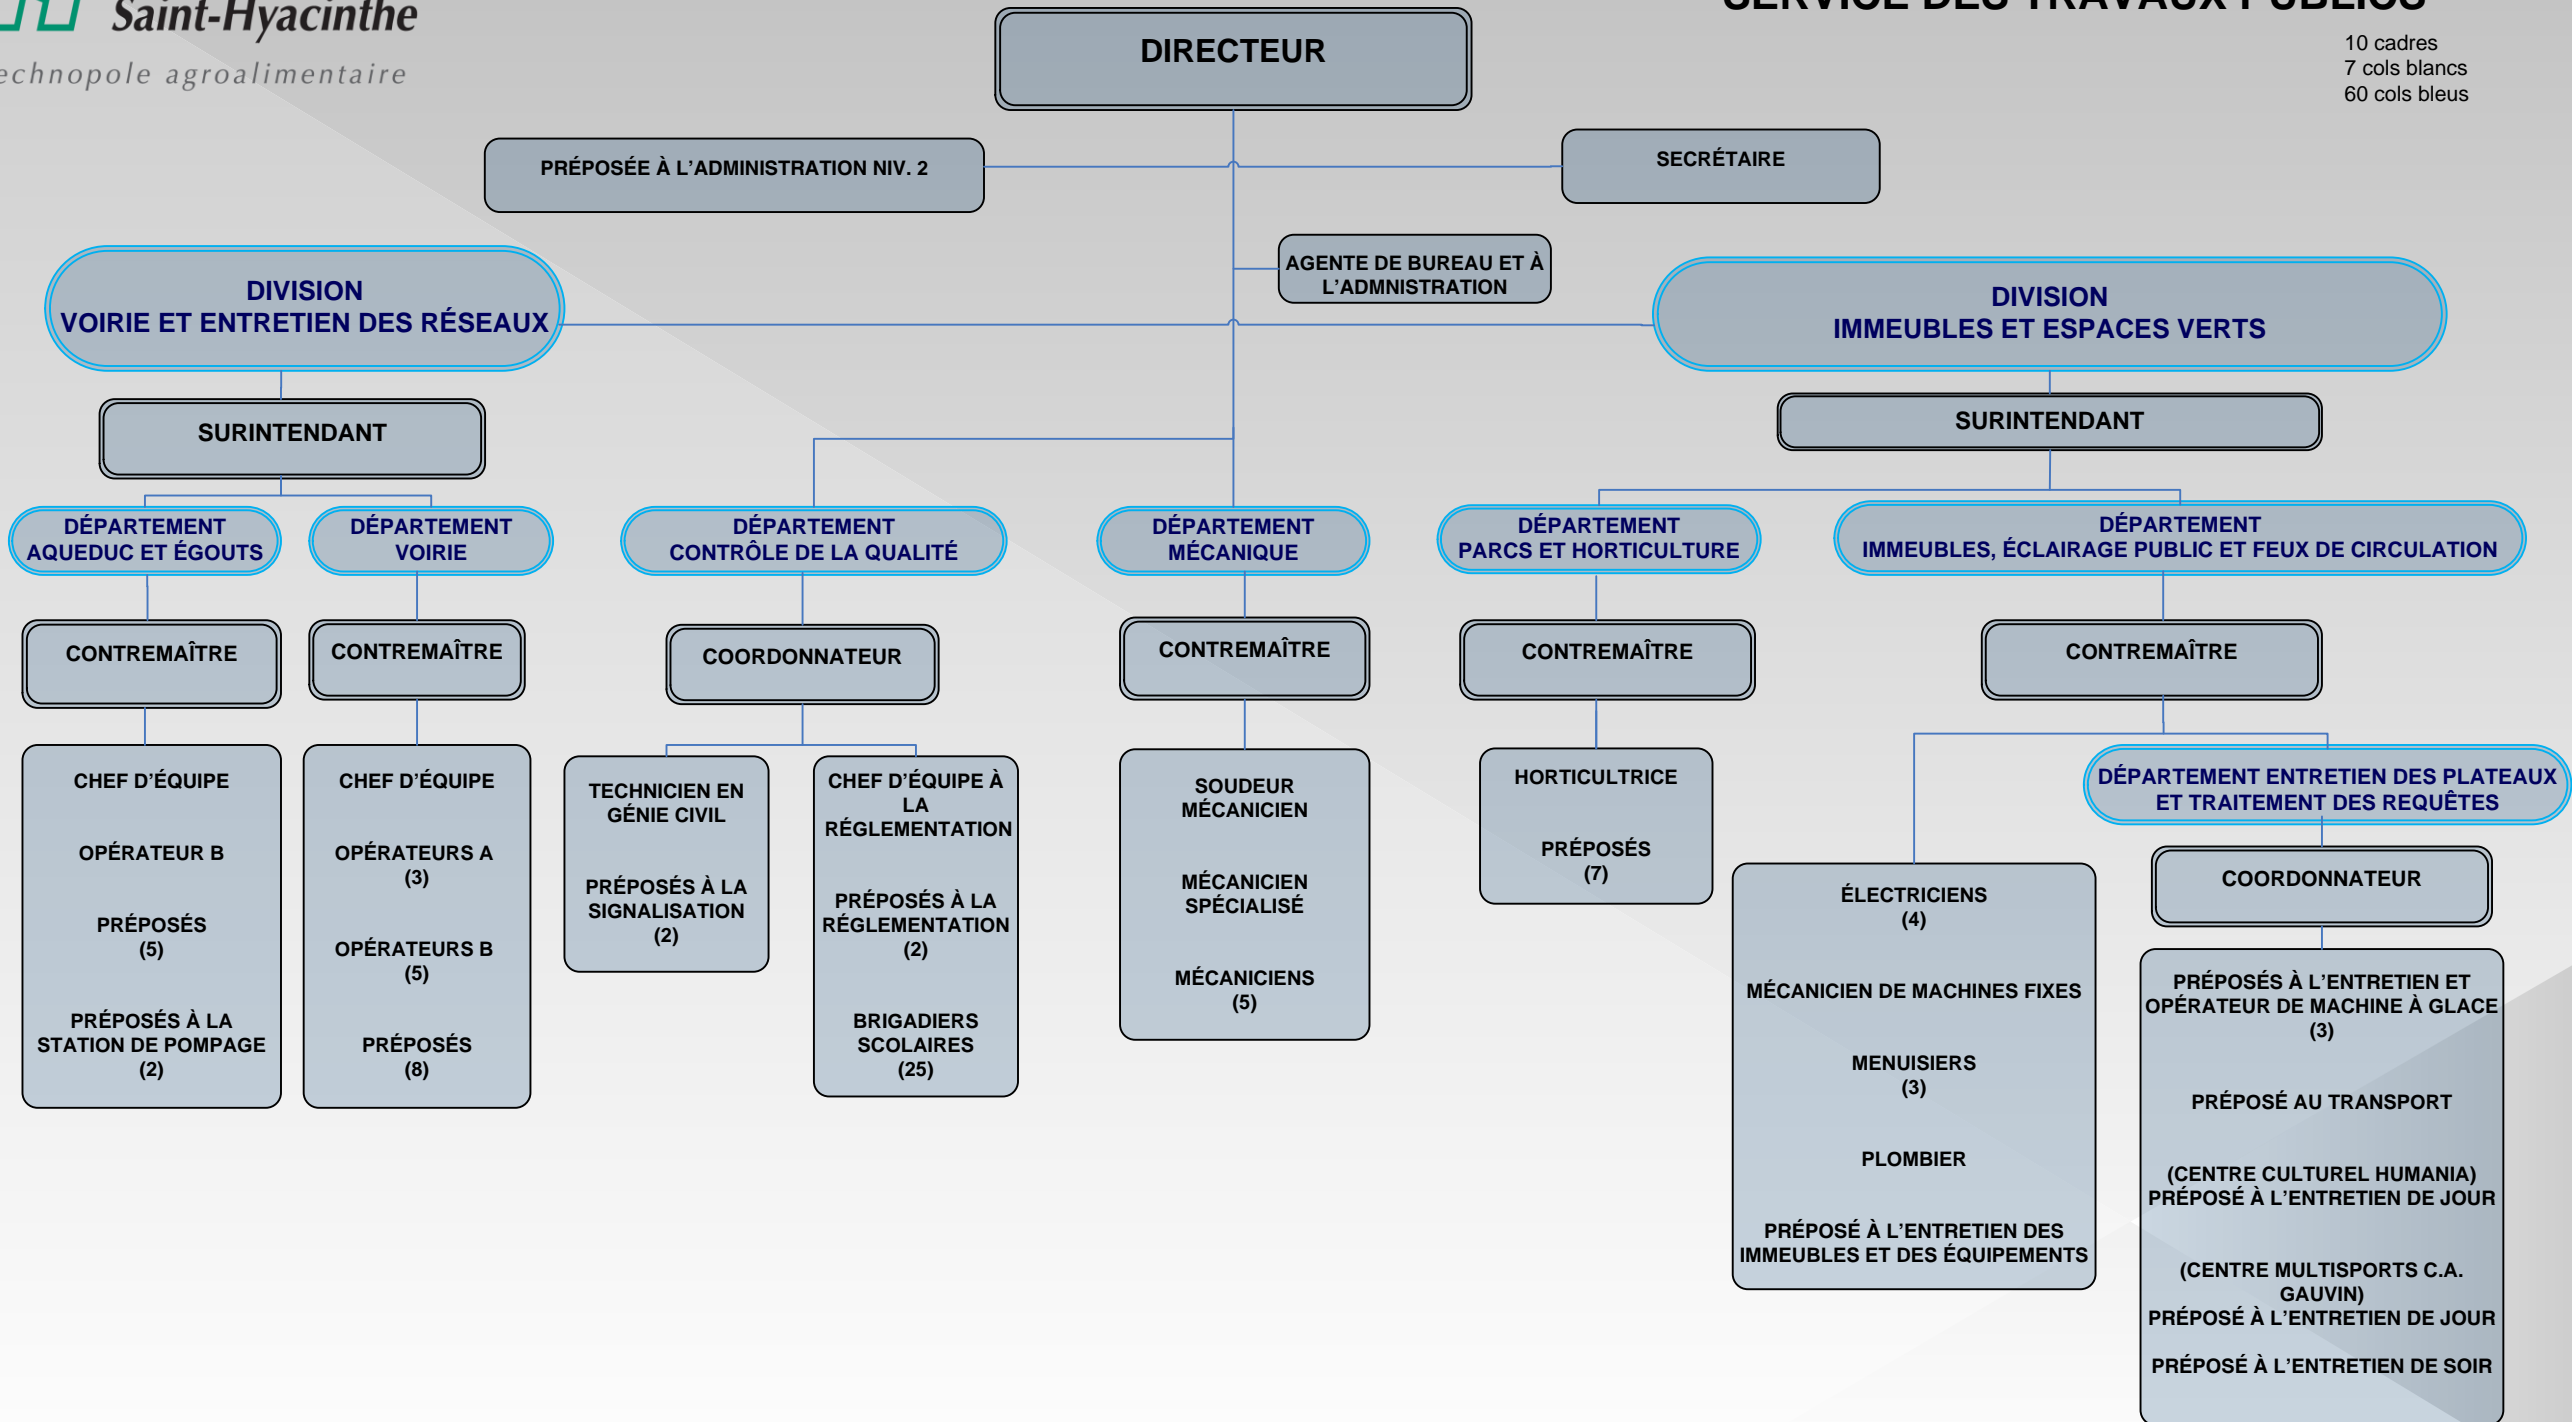 Saint-Hyacinthe
technopole agroalimentaire
SERVICE DES TRAVAUX PUBLICS
10 cadres
7 cols blancs
60 cols bleus
DIRECTEUR
PRÉPOSÉE À L’ADMINISTRATION NIV. 2
SECRÉTAIRE
AGENTE DE BUREAU ET À
L’ADMNISTRATION
DIVISION
VOIRIE ET ENTRETIEN DES RÉSEAUX
DIVISION
IMMEUBLES ET ESPACES VERTS
SURINTENDANT
SURINTENDANT
DÉPARTEMENT
AQUEDUC ET ÉGOUTS
DÉPARTEMENT
VOIRIE
DÉPARTEMENT
CONTRÔLE DE LA QUALITÉ
DÉPARTEMENT
MÉCANIQUE
DÉPARTEMENT
PARCS ET HORTICULTURE
DÉPARTEMENT
IMMEUBLES, ÉCLAIRAGE PUBLIC ET FEUX DE CIRCULATION
CONTREMAÎTRE
CONTREMAÎTRE
COORDONNATEUR
CONTREMAÎTRE
CONTREMAÎTRE
CONTREMAÎTRE
CHEF D’ÉQUIPE
OPÉRATEUR B
PRÉPOSÉS
(5)
PRÉPOSÉS À LA
STATION DE POMPAGE
(2)
CHEF D’ÉQUIPE
OPÉRATEURS A
(3)
OPÉRATEURS B
(5)
PRÉPOSÉS
(8)
TECHNICIEN EN
GÉNIE CIVIL
PRÉPOSÉS À LA
SIGNALISATION
(2)
CHEF D’ÉQUIPE À
LA
RÉGLEMENTATION
PRÉPOSÉS À LA
RÉGLEMENTATION
(2)
BRIGADIERS
SCOLAIRES
(25)
SOUDEUR
MÉCANICIEN
MÉCANICIEN
SPÉCIALISÉ
MÉCANICIENS
(5)
HORTICULTRICE
PRÉPOSÉS
(7)
ÉLECTRICIENS
(4)
MÉCANICIEN DE MACHINES FIXES
MENUISIERS
(3)
PLOMBIER
PRÉPOSÉ À L’ENTRETIEN DES
IMMEUBLES ET DES ÉQUIPEMENTS
DÉPARTEMENT ENTRETIEN DES PLATEAUX
ET TRAITEMENT DES REQUÊTES
COORDONNATEUR
PRÉPOSÉS À L’ENTRETIEN ET
OPÉRATEUR DE MACHINE À GLACE
(3)
PRÉPOSÉ AU TRANSPORT
(CENTRE CULTUREL HUMANIA)
PRÉPOSÉ À L’ENTRETIEN DE JOUR
(CENTRE MULTISPORTS C.A.
GAUVIN)
PRÉPOSÉ À L’ENTRETIEN DE JOUR
PRÉPOSÉ À L’ENTRETIEN DE SOIR